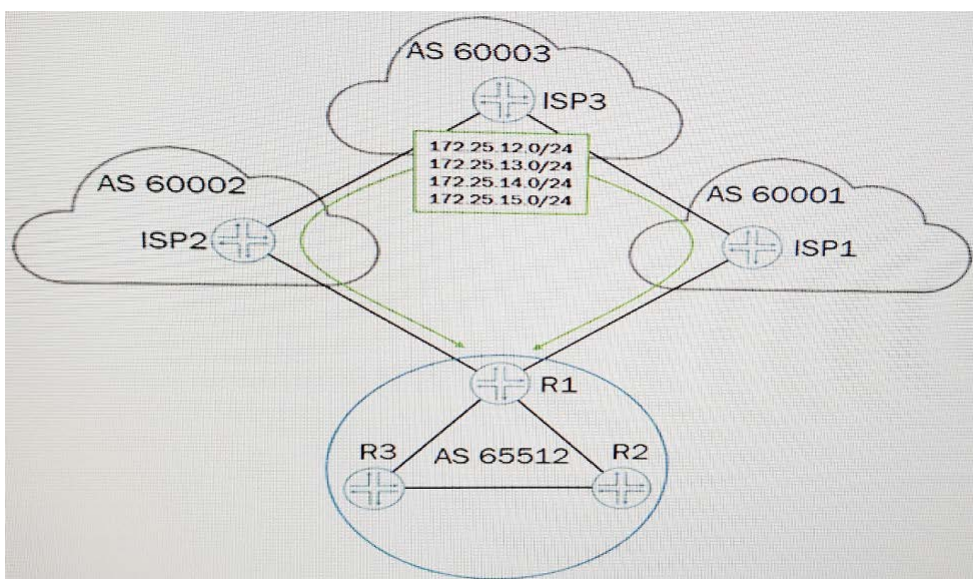 AS 60003
ISP3
172.25.12.0/24
172.25.13.0/24
172.25.14.0/24
172.25.15.0/24
AS 60002
AS 60001
ISP2
ISP1
R1
R3
AS 65512
R2